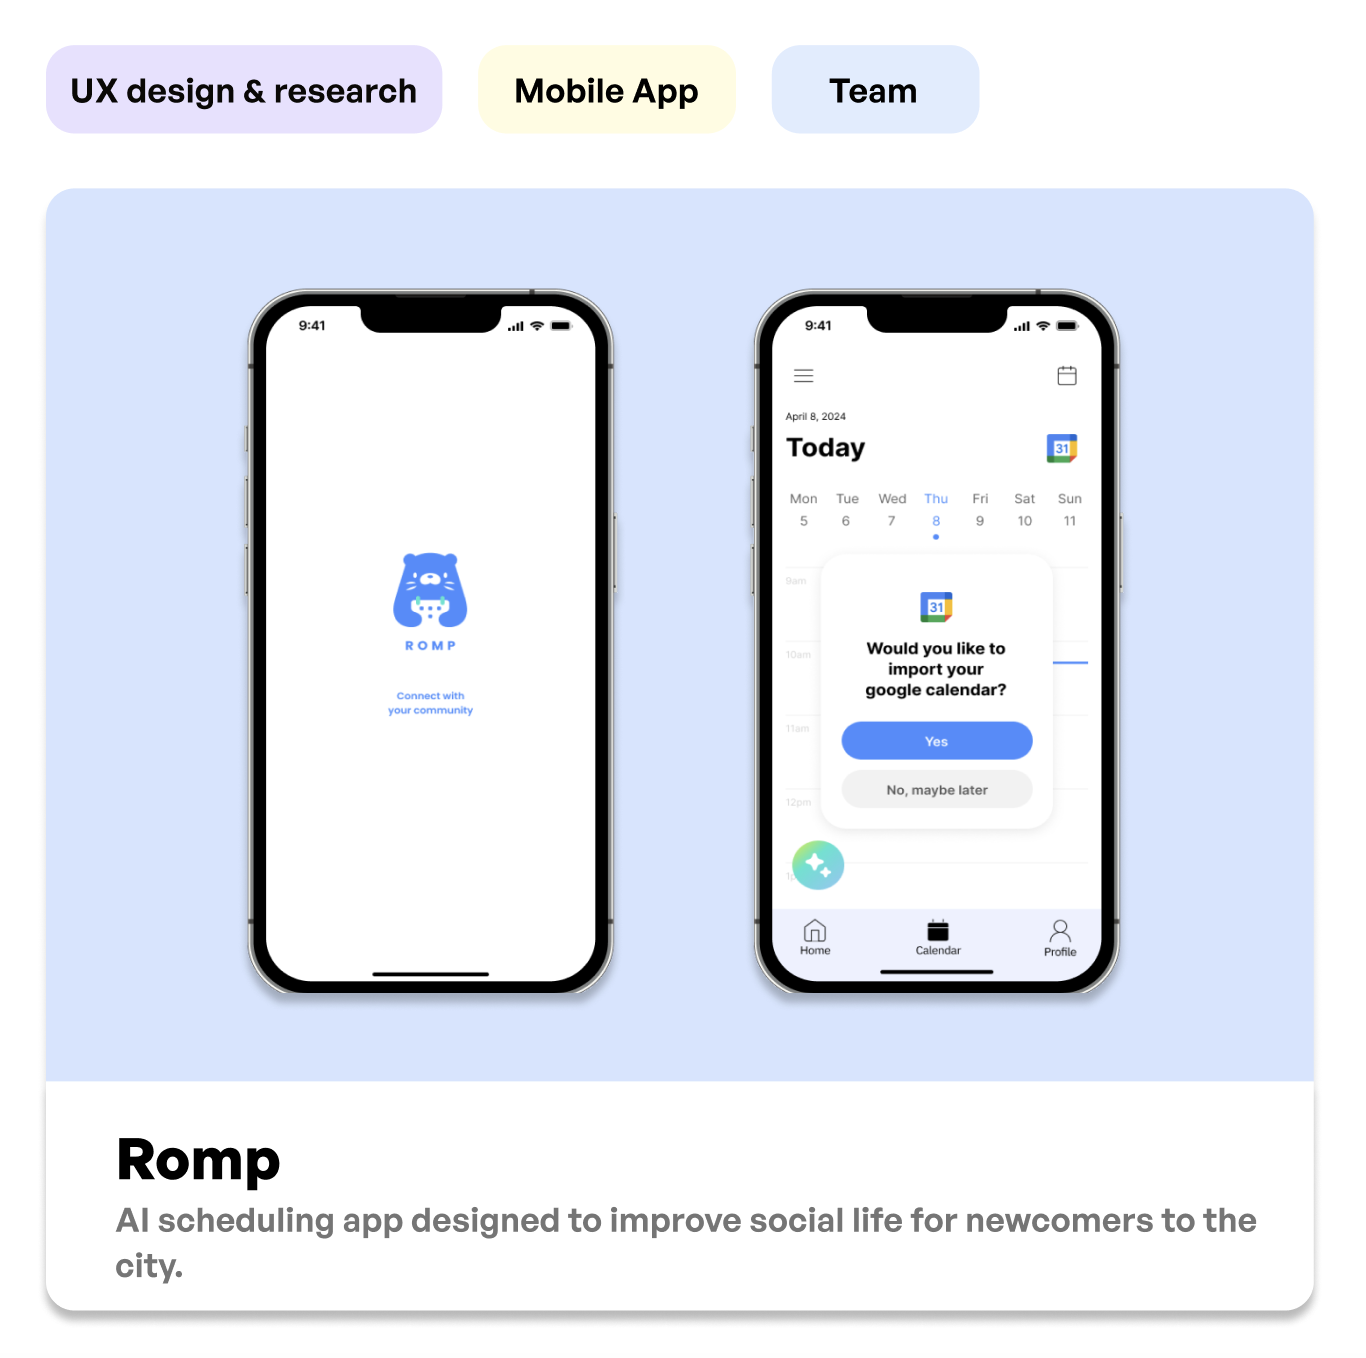 UX design & research
Mobile App
Team
9:41
ROMP
Connect with
your community
9:41
April 8, 2024
Today
31
Mon Tue Wed Thu Fri Sat Sun
5 6 7 8 9 10 11
9am
31
Would you like to
import your
google calendar?
10am
11am
Yes
No, maybe later
12pm
Home
Calendar
Profile
Romp
AI scheduling app designed to improve social life for newcomers to the
city.